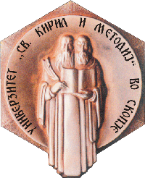 УНИВЕРЗИТЕТ „СВ. КИРИЛ И МЕТОДИЈ“ ВО СКОПЈЕ